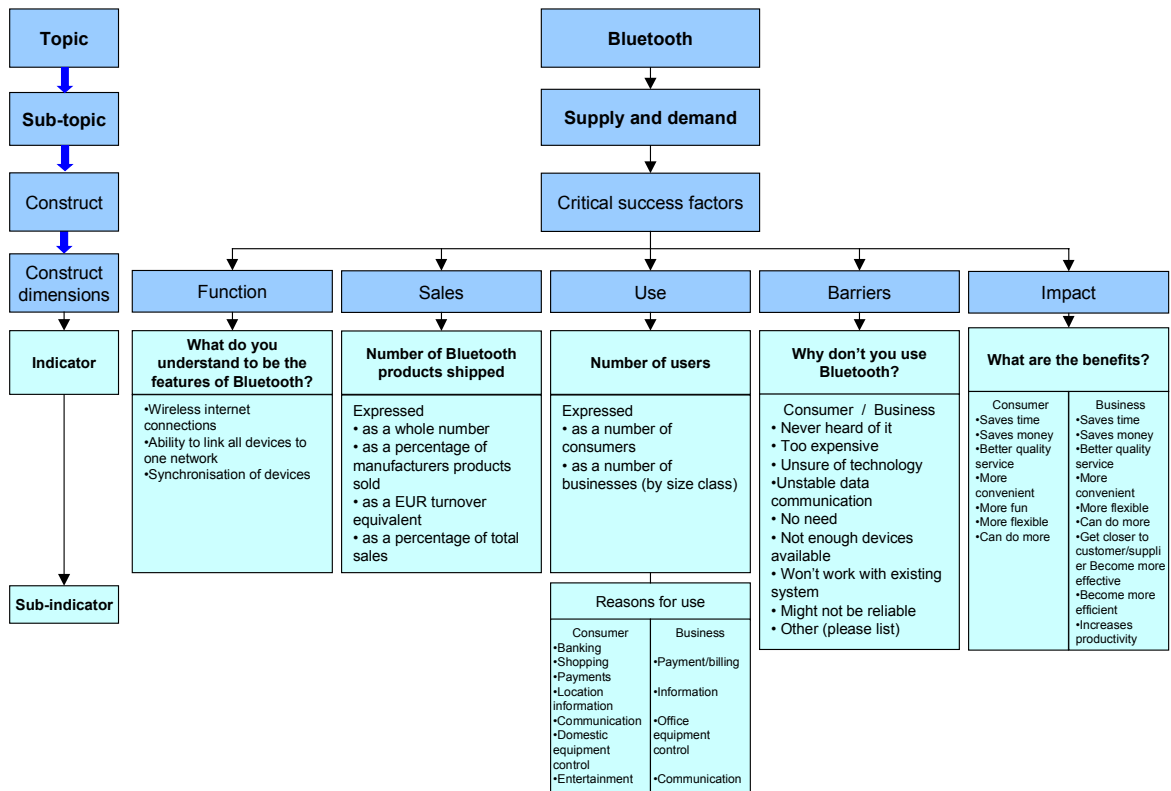 Topic
Bluetooth
Sub-topic
Supply and demand
Construct
Critical success factors
Construct
dimensions
Function
Sales
Use
Barriers
Impact
Indicator
What do you
understand to be the
features of Bluetooth?
•Wireless internet
connections
•Ability to link all devices to
one network
•Synchronisation of devices
Number of Bluetooth
products shipped
Expressed
• as a whole number
• as a percentage of
manufacturers products
sold
• as a EUR turnover
equivalent
• as a percentage of total
sales
Number of users
Expressed
• as a number of
consumers
• as a number of
businesses (by size class)
Why don’t you use
Bluetooth?
Consumer / Business
• Never heard of it
• Too expensive
• Unsure of technology
•Unstable data
communication
• No need
• Not enough devices
available
• Won’t work with existing
system
• Might not be reliable
• Other (please list)
What are the benefits?
Consumer
•Saves time
•Saves money
•Better quality
service
•More
convenient
•More fun
•More flexible
•Can do more
Business
•Saves time
•Saves money
•Better quality
service
•More
convenient
•More flexible
•Can do more
•Get closer to
customer/suppli
er Become more
effective
•Become more
efficient
•Increases
productivity
Sub-indicator
Reasons for use
Consumer
•Banking
•Shopping
•Payments
•Location
information
•Communication
•Domestic
equipment
control
•Entertainment
Business
•Payment/billing
•Information
•Office
equipment
control
•Communication